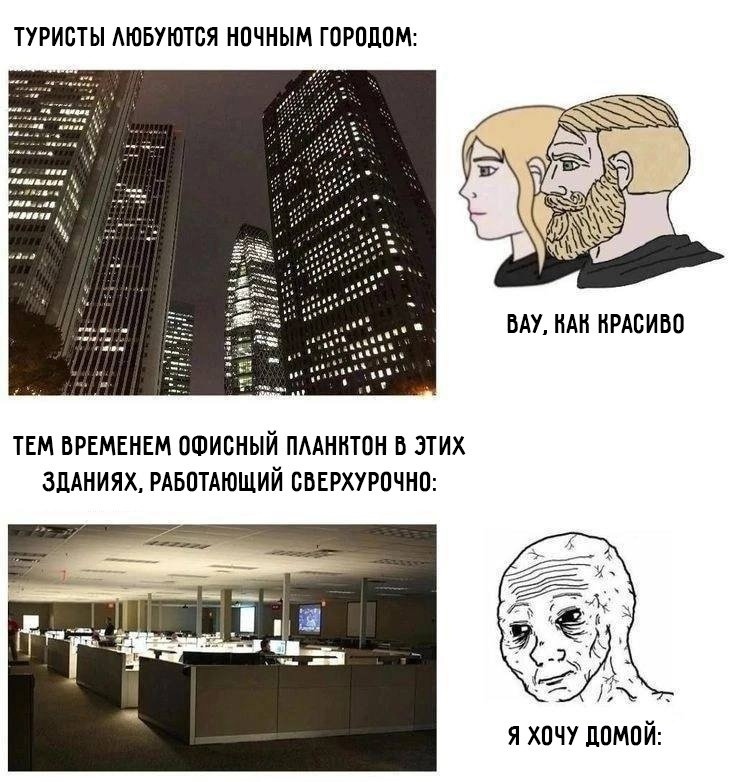 ТУРИСТЫ ЛЮБУЮТСЯ НОЧНЫМ ГОРОДОМ:
ВАУ, КАК КРАСИВО
ТЕМ ВРЕМЕНЕМ ОФИСНЫЙ ПЛАНКТОН В ЭТИХ
ЗДАНИЯХ, РАБОТАЮЩИЙ СВЕРХУРОЧНО:
Я ХОЧУ ДОМОЙ: